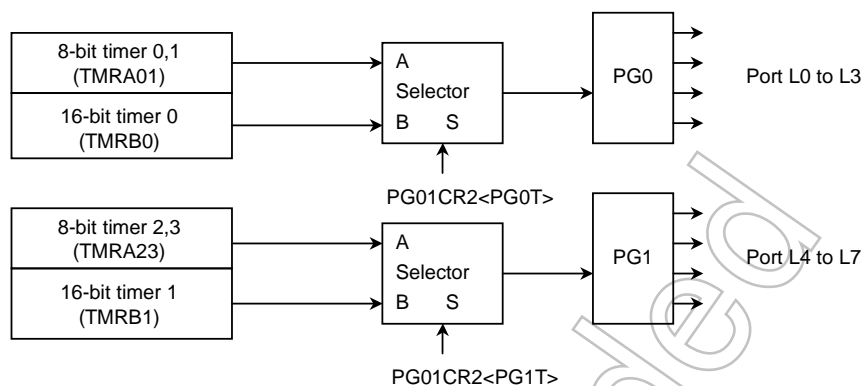 8-bit timer 0,1
(TMRA01)
16-bit timer 0
(TMRB0)
A
Selector
B S
PG01CR2<PG0T>
PG0
Port L0 to L3
8-bit timer 2,3
(TMRA23)
16-bit timer 1
(TMRB1)
A
Selector
B S
PG01CR2<PG1T>
PG1
Port L4 to L7
ded